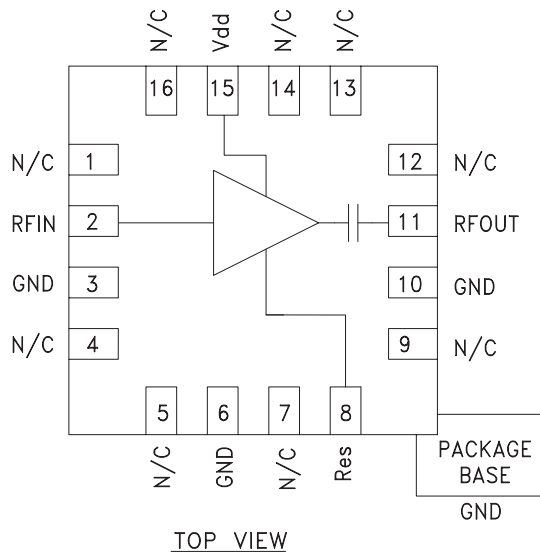 N/C Vdd N/C N/C
16 15 14 13
N/C 1 12 N/C
RFIN 2 11 RFOUT
GND 3 10 GND
N/C 4 9 N/C
5 6 7 8
N/C GND N/C Res
PACKAGE
BASE
GND
TOP VIEW